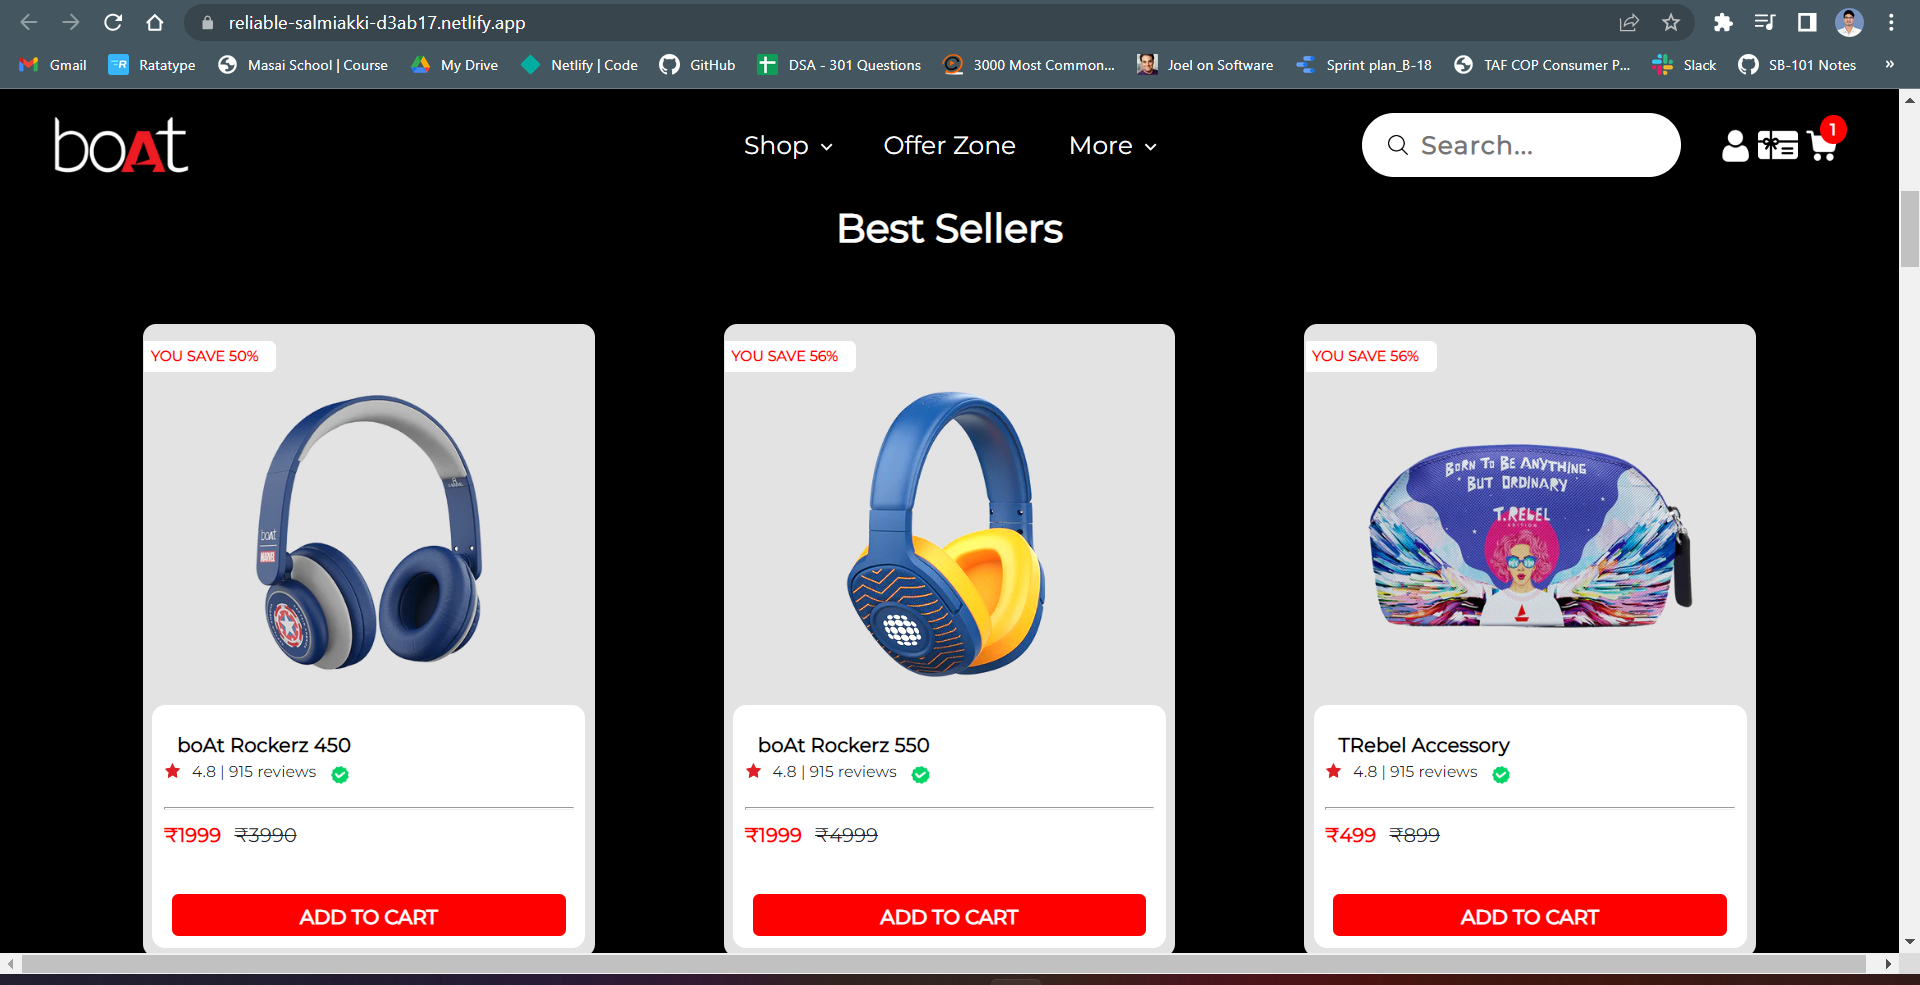 reliable-salmiakki-d3ab17.netlify.app
Gmail Ratatype Masai School | Course My Drive Netlify | Code GitHub DSA - 301 Questions 3000 Most Common... Joel on Software Sprint plan_B-18 TAF COP Consumer P... Slack SB-101 Notes »
boAt Shop Offer Zone More Search... 1
Best Sellers
YOU SAVE 50%
BOAT
MARVEL
boAt Rockerz 450
4.8 | 915 reviews
₹1999 ₹3990
ADD TO CART
YOU SAVE 56%
boAt Rockerz 550
4.8 | 915 reviews
₹1999 ₹4999
ADD TO CART
YOU SAVE 56%
BORN TO BE ANYTHING
BUT ORDINARY
T.REBEL
EDITION
TRebel Accessory
4.8 | 915 reviews
₹499 ₹899
ADD TO CART